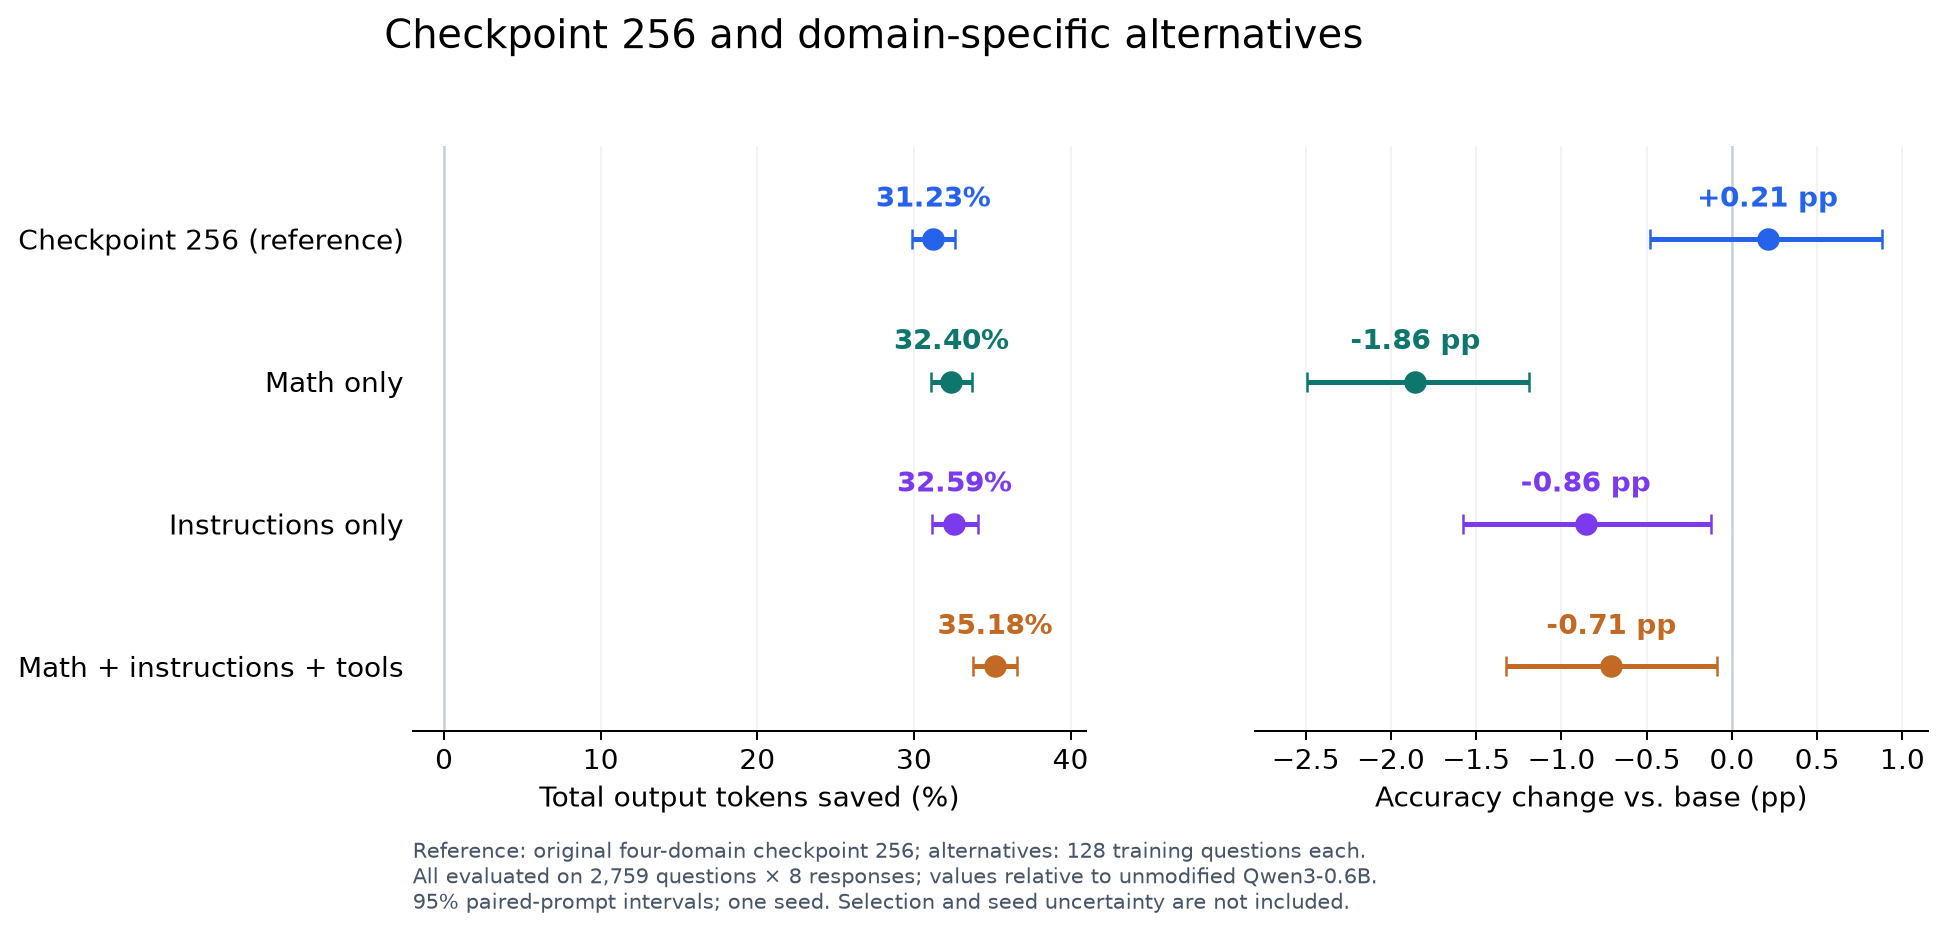 Checkpoint 256 and domain-specific alternatives
31.23%
+0.21 pp
Checkpoint 256 (reference)
32.40%
-1.86 pp
Math only
32.59%
-0.86 pp
Instructions only
35.18%
-0.71 pp
Math + instructions + tools
0 10 20 30 40
−2.5 −2.0 −1.5 −1.0 −0.5 0.0 0.5 1.0
Total output tokens saved (%)
Accuracy change vs. base (pp)
Reference: original four-domain checkpoint 256; alternatives: 128 training questions each.
All evaluated on 2,759 questions × 8 responses; values relative to unmodified Qwen3-0.6B.
95% paired-prompt intervals; one seed. Selection and seed uncertainty are not included.